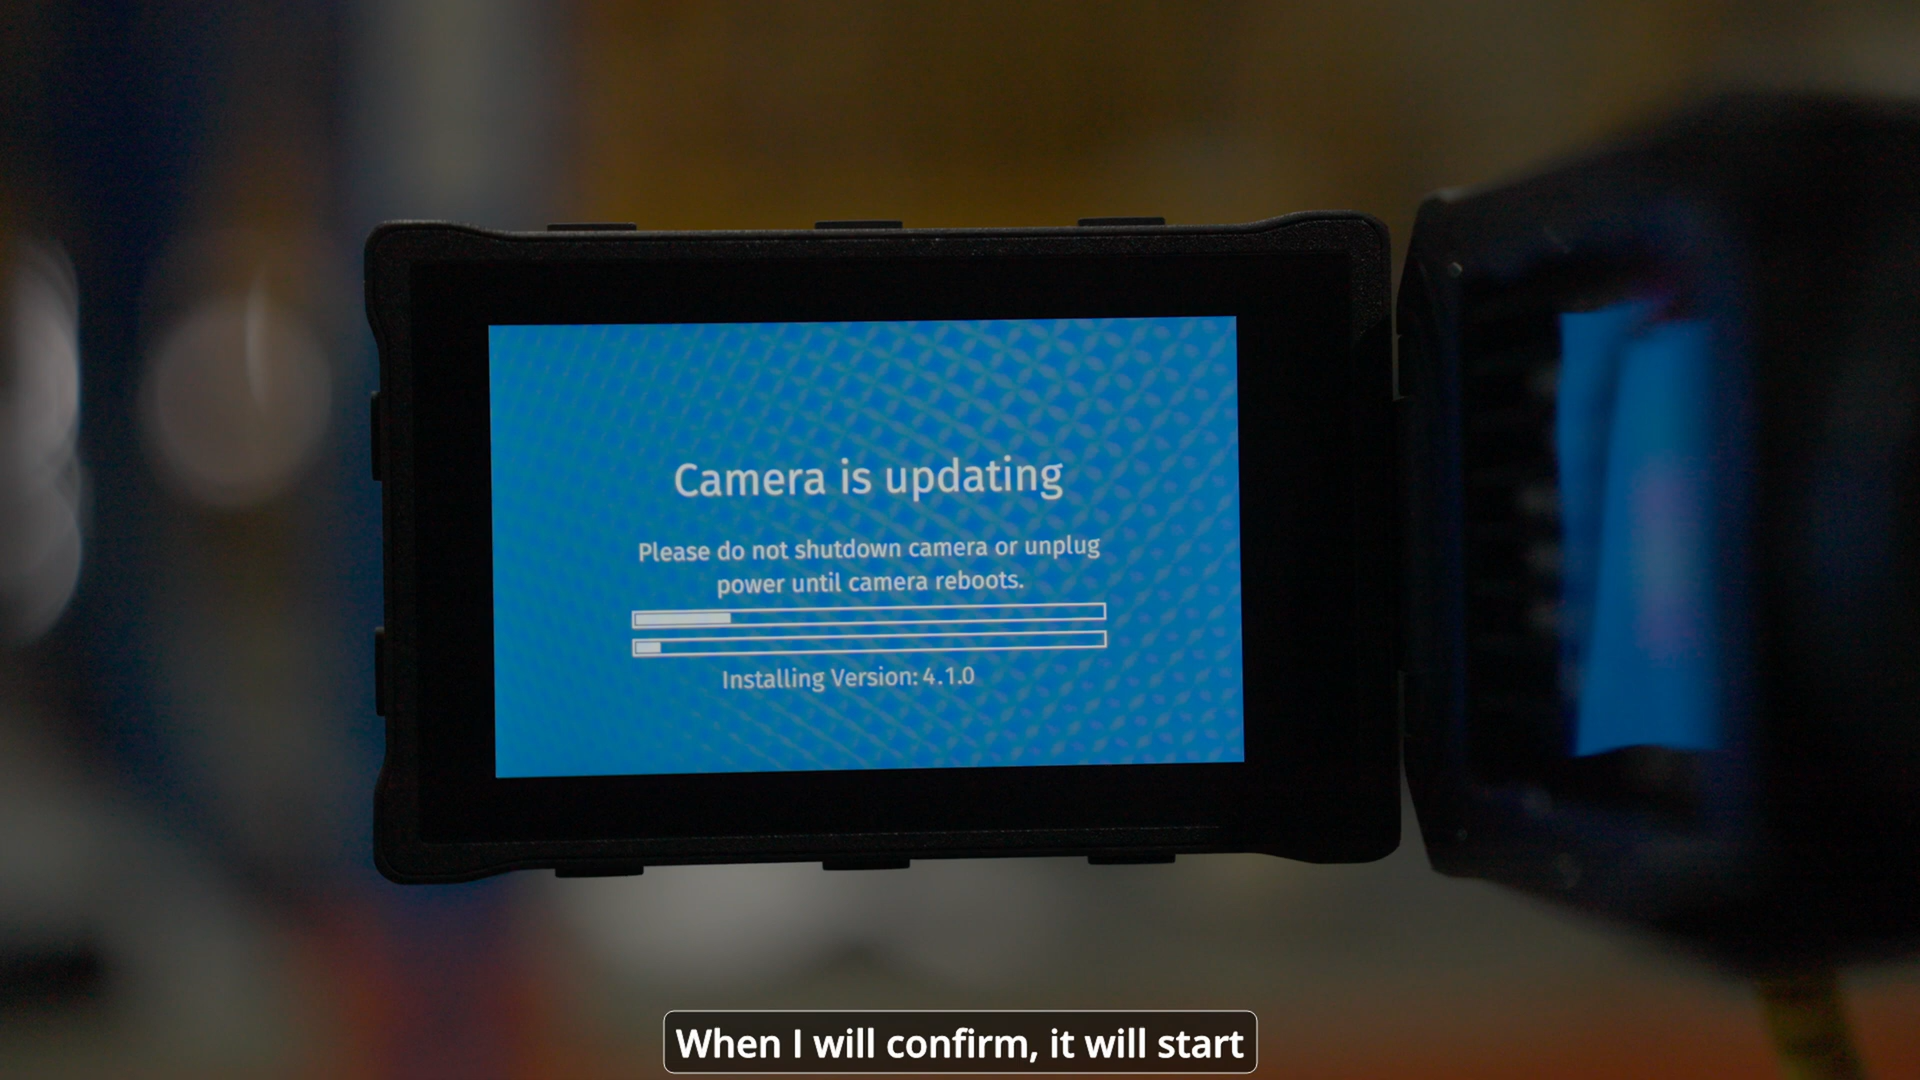 Camera is updating
Please do not shutdown camera or unplug
power until camera reboots.
Installing Version: 4.1.0
When I will confirm, it will start